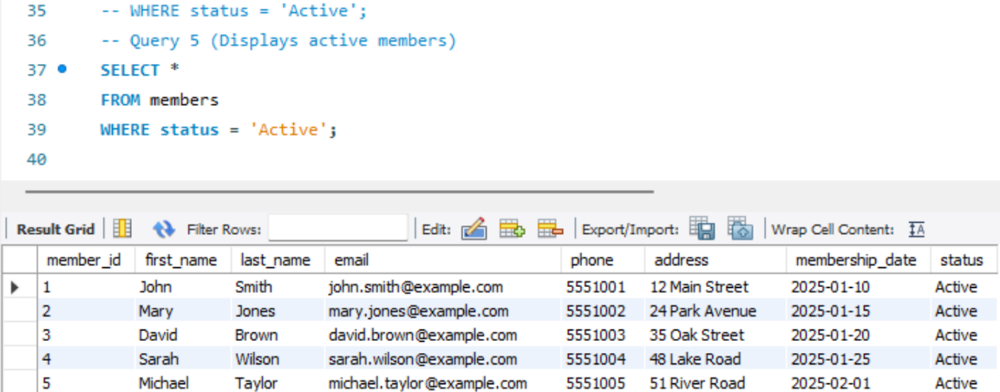 35 -- WHERE status = 'Active';
36 -- Query 5 (Displays active members)
37 SELECT *
38 FROM members
39 WHERE status = 'Active';
40
Result Grid Filter Rows: Edit: Export/Import: Wrap Cell Content: IA
member_id first_name last_name email phone address membership_date status
1 John Smith john.smith@example.com 5551001 12 Main Street 2025-01-10 Active
2 Mary Jones mary.jones@example.com 5551002 24 Park Avenue 2025-01-15 Active
3 David Brown david.brown@example.com 5551003 35 Oak Street 2025-01-20 Active
4 Sarah Wilson sarah.wilson@example.com 5551004 48 Lake Road 2025-01-25 Active
5 Michael Taylor michael.taylor@example.com 5551005 51 River Road 2025-02-01 Active